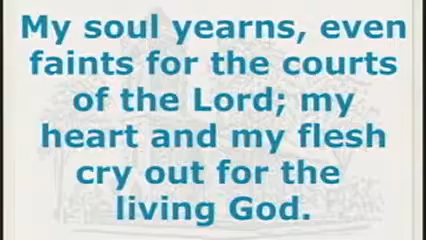 My soul yearns, even
faints for the courts
of the Lord; my
heart and my flesh
cry out for the
living God.